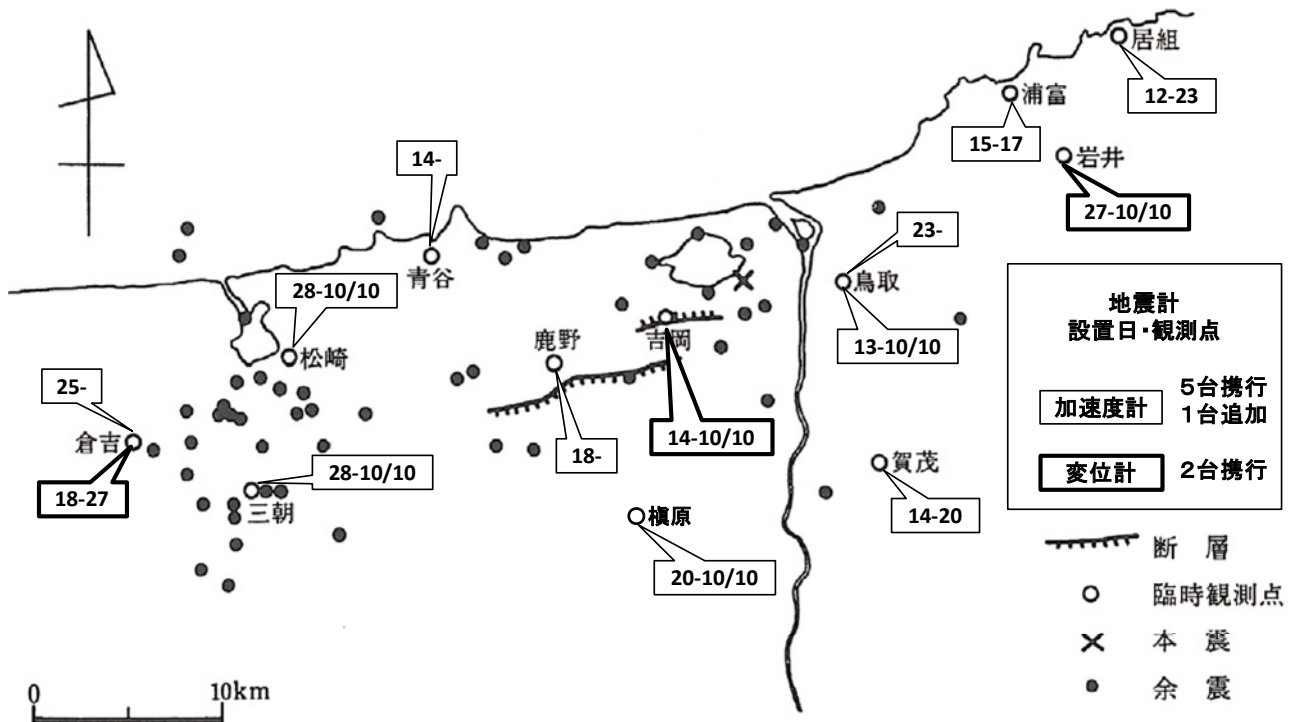 居組
12-23
浦富
15-17
岩井
27-10/10
14-
青谷
23-
鳥取
13-10/10
28-10/10
松崎
鹿野
18-
吉岡
14-10/10
25-
倉吉
18-27
28-10/10
三朝
賀茂
14-20
槇原
20-10/10
地震計
設置日・観測点
加速度計
5台携行
1台追加
変位計
2台携行
断層
臨時観測点
本震
余震
0
10km